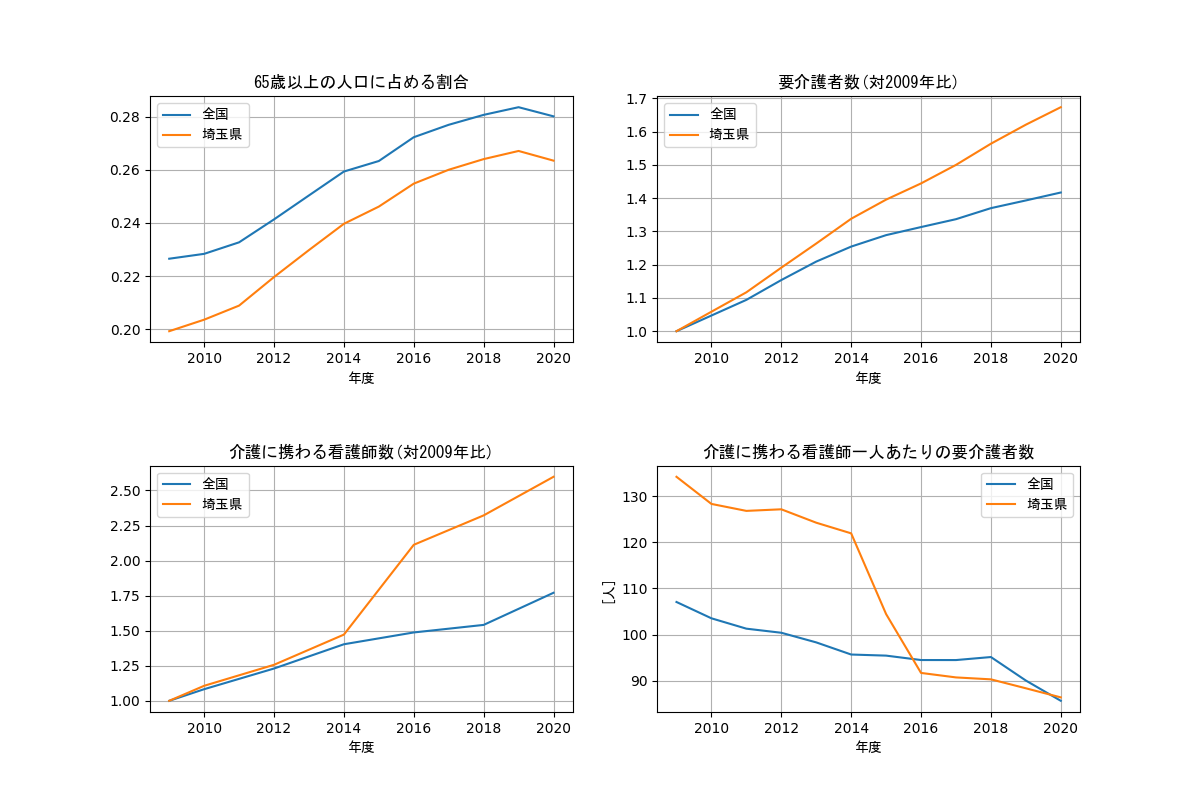 65歳以上の人口に占める割合
全国
埼玉県
0.28
0.26
0.24
0.22
0.20
2010 2012 2014 2016 2018 2020
年度
要介護者数(対2009年比)
全国
埼玉県
1.7
1.6
1.5
1.4
1.3
1.2
1.1
1.0
2010 2012 2014 2016 2018 2020
年度
介護に携わる看護師数(対2009年比)
全国
埼玉県
2.50
2.25
2.00
1.75
1.50
1.25
1.00
2010 2012 2014 2016 2018 2020
年度
介護に携わる看護師一人あたりの要介護者数
全国
埼玉県
[人]
130
120
110
100
90
2010 2012 2014 2016 2018 2020
年度